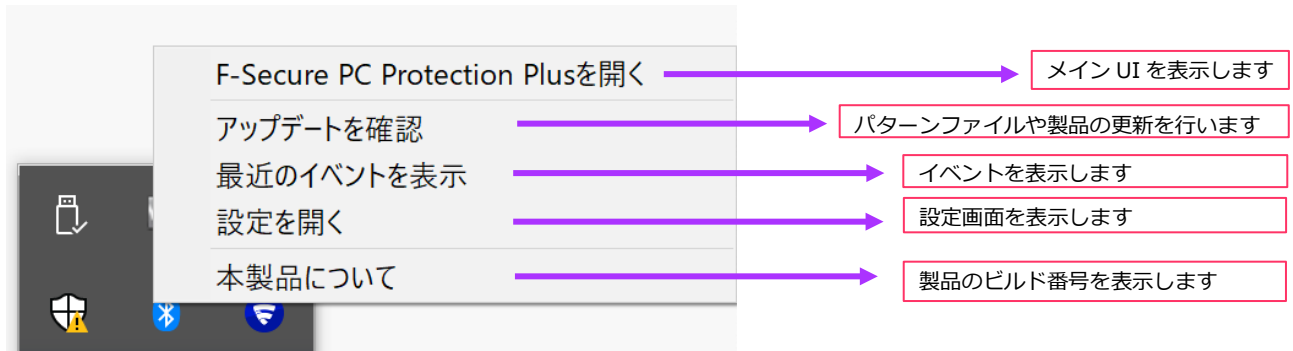 F-Secure PC Protection Plusを開く
メイン UI を表示します
アップデートを確認
パターンファイルや製品の更新を行います
最近のイベントを表示
イベントを表示します
設定を開く
設定画面を表示します
本製品について
製品のビルド番号を表示します